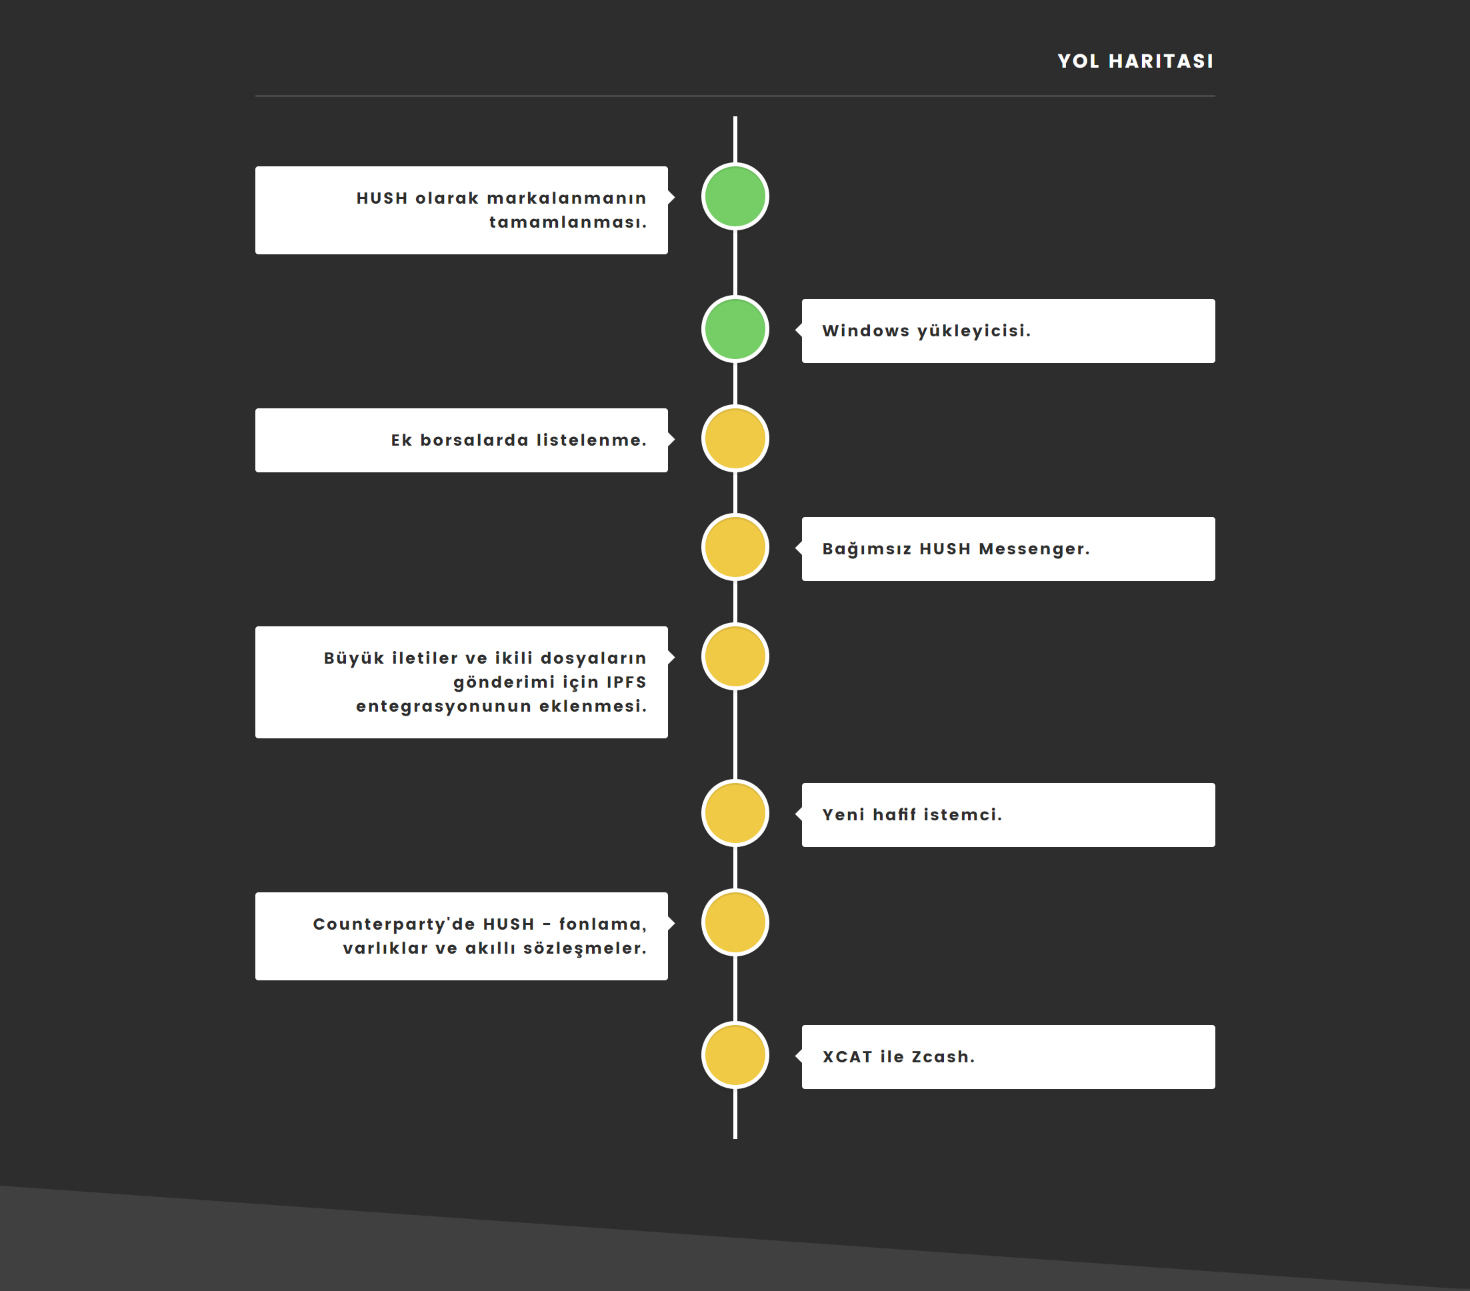 YOL HARITASI
HUSH olarak markalanmanın
tamamlanması.
Windows yükleyicisi.
Ek borsalarda listelenme.
Bağımsız HUSH Messenger.
Büyük iletiler ve ikili dosyaların
gönderimi için IPFS
entegrasyonunun eklenmesi.
Yeni hafif istemci.
Counterparty'de HUSH - fonlama,
varlıklar ve akıllı sözleşmeler.
XCAT ile Zcash.